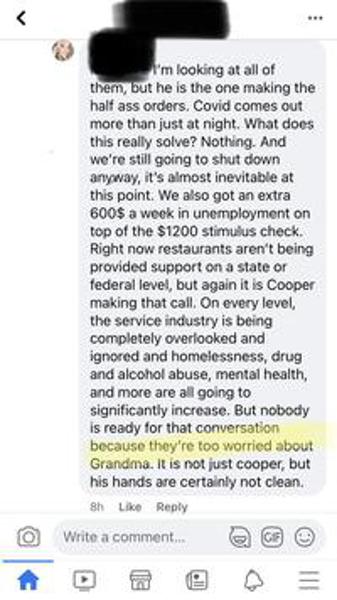 I'm looking at all of
them, but he is the one making the
half ass orders. Covid comes out
more than just at night. What does
this really solve? Nothing. And
we're still going to shut down
anyway, it's almost inevitable at
this point. We also got an extra
600$ a week in unemployment on
top of the $1200 stimulus check.
Right now restaurants aren't being
provided support on a state or
federal level, but again it is Cooper
making that call. On every level,
the service industry is being
completely overlooked and
ignored and homelessness, drug
and alcohol abuse, mental health,
and more are all going to
significantly increase. But nobody
is ready for that conversation
because they're too worried about
Grandma. It is not just cooper, but
his hands are certainly not clean.
8h Like Reply
Write a comment... GIF